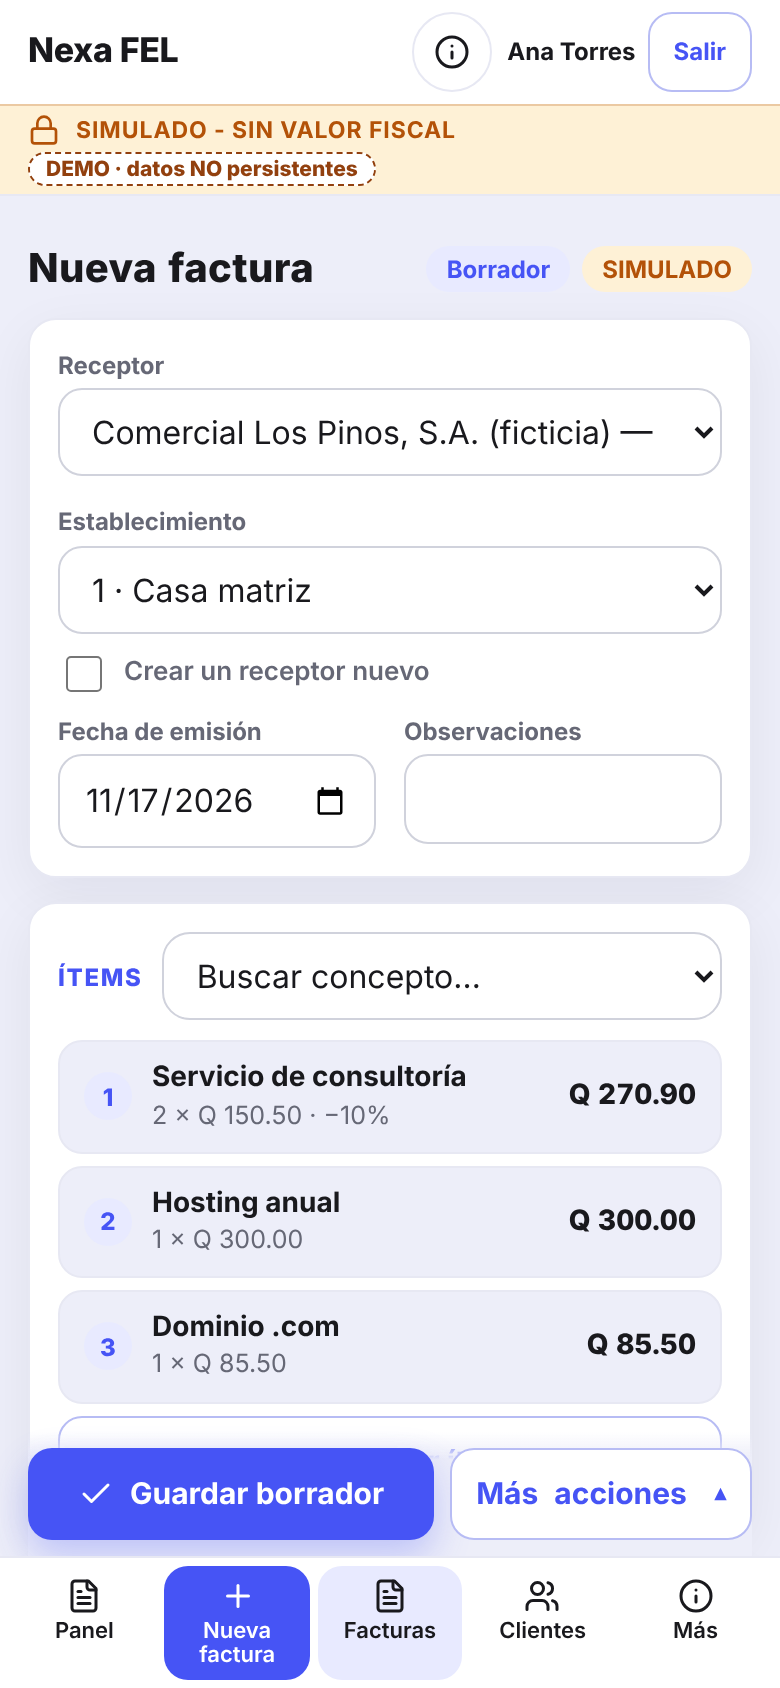 Nexa FEL
Ana Torres
Salir
SIMULADO - SIN VALOR FISCAL
DEMO · datos NO persistentes
Nueva factura
Borrador
SIMULADO
Receptor
Comercial Los Pinos, S.A. (ficticia) —
Establecimiento
1 · Casa matriz
Crear un receptor nuevo
Fecha de emisión
Observaciones
11/17/2026
ÍTEMS
Buscar concepto...
1
Servicio de consultoría
2 × Q 150.50 · −10%
Q 270.90
2
Hosting anual
1 × Q 300.00
Q 300.00
3
Dominio .com
1 × Q 85.50
Q 85.50
Guardar borrador
Más acciones ▲
Panel
Nueva
factura
Facturas
Clientes
Más